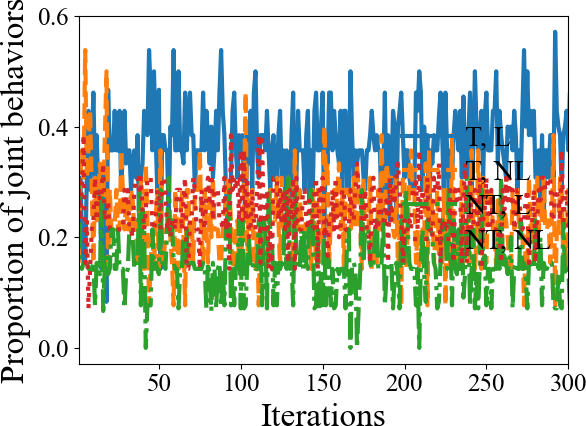 Proportion of joint behaviors
0.6
0.4
0.2
0.0
T, L
T, NL
NT, L
NT, NL
50 100 150 200 250 300
Iterations